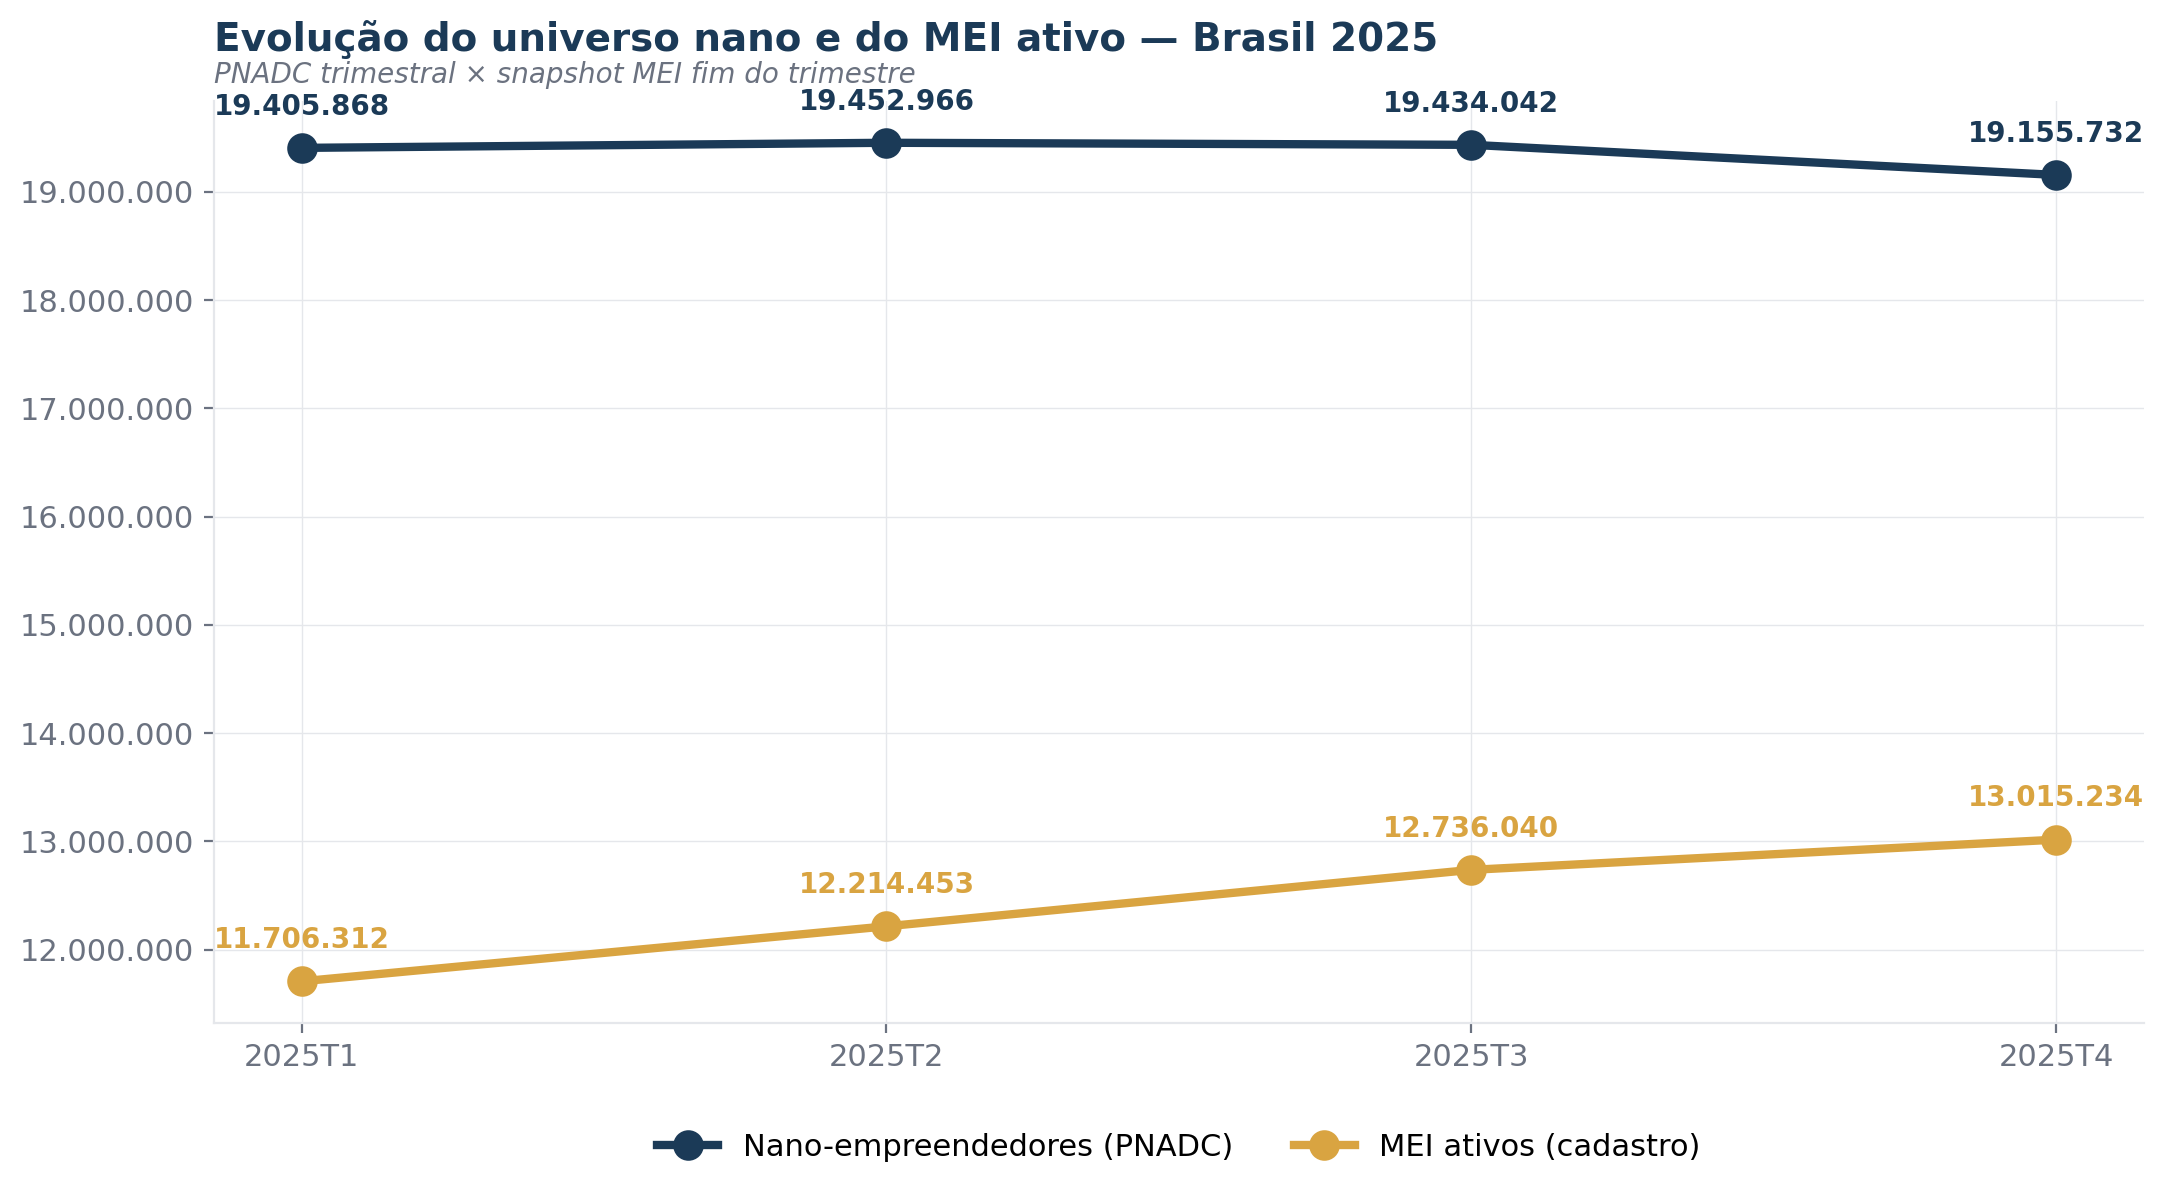 Evolução do universo nano e do MEI ativo — Brasil 2025
PNADC trimestral × snapshot MEI fim do trimestre
19.405.868
19.452.966
19.434.042
19.155.732
19.000.000
18.000.000
17.000.000
16.000.000
15.000.000
14.000.000
13.000.000
12.000.000
11.706.312
12.214.453
12.736.040
13.015.234
2025T1
2025T2
2025T3
2025T4
Nano-empreendedores (PNADC)
MEI ativos (cadastro)